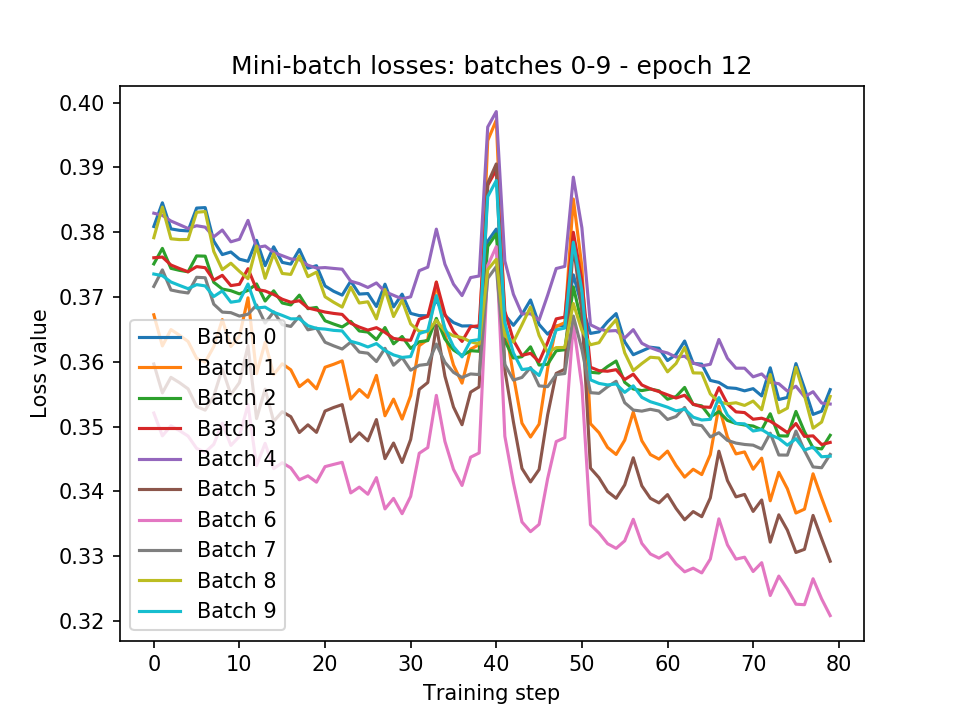 Mini-batch losses: batches 0-9 - epoch 12
0.40
0.39
0.38
0.37
0.36
0.35
0.34
0.33
0.32
Loss value
Batch 0
Batch 1
Batch 2
Batch 3
Batch 4
Batch 5
Batch 6
Batch 7
Batch 8
Batch 9
0 10 20 30 40 50 60 70 80
Training step